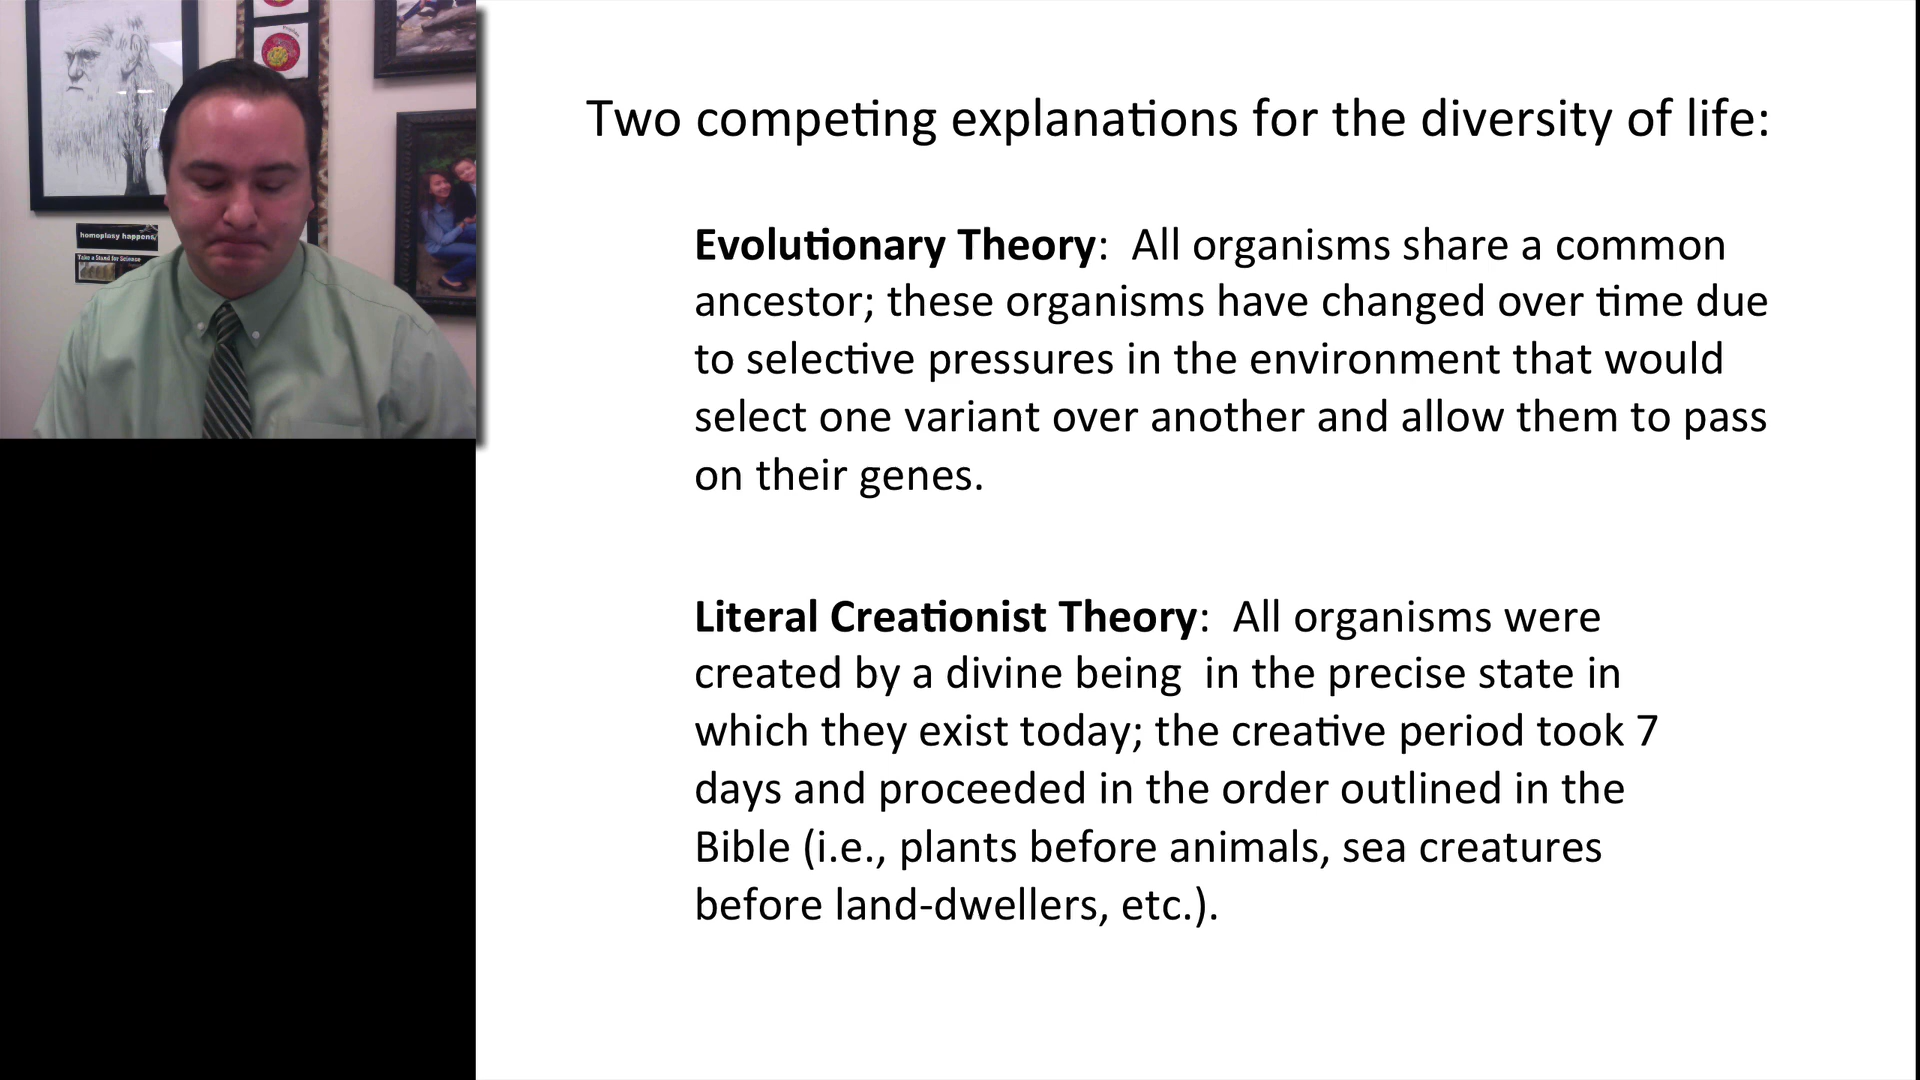 Two competing explanations for the diversity of life:
Evolutionary Theory:  All organisms share a common
ancestor; these organisms have changed over time due
to selective pressures in the environment that would
select one variant over another and allow them to pass
on their genes.
Literal Creationist Theory:  All organisms were
created by a divine being  in the precise state in
which they exist today; the creative period took 7
days and proceeded in the order outlined in the
Bible (i.e., plants before animals, sea creatures
before land-dwellers, etc.).
homoplasy happens
Take a Stand for Science